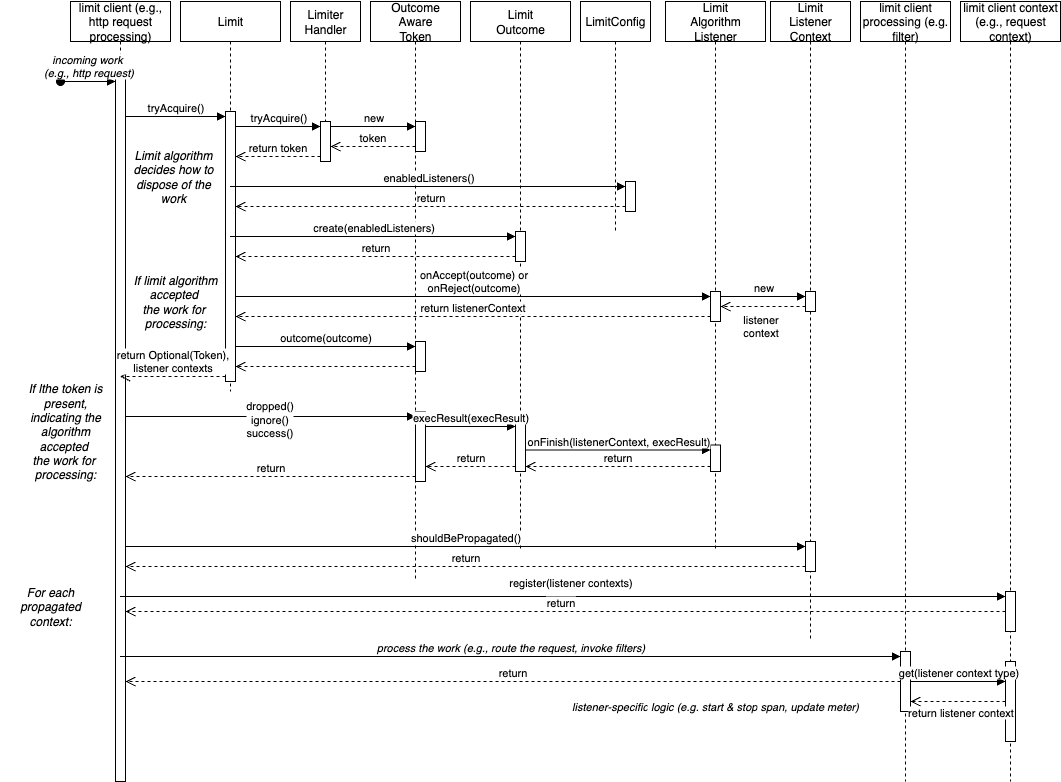 limit client (e.g.,
http request
processing)
Limit
Limiter
Handler
Outcome
Aware
Token
Limit
Outcome
LimitConfig
Limit
Algorithm
Listener
Limit
Listener
Context
limit client
processing (e.g.
filter)
limit client context
(e.g., request
context)
incoming work
(e.g., http request)
tryAcquire()
tryAcquire()
new
token
return token
Limit algorithm
decides how to
dispose of the
work
enabledListeners()
return
create(enabledListeners)
return
If limit algorithm
accepted
the work for
processing:
onAccept(outcome) or
onReject(outcome)
new
return listenerContext
listener
context
outcome(outcome)
return Optional(Token),
listener contexts
If lthe token is
present,
indicating the
algorithm
accepted
the work for
processing:
dropped()
ignore()
success()
execResult(execResult)
onFinish(listenerContext, execResult)
return
return
return
shouldBePropagated()
return
For each
propagated
context:
register(listener contexts)
return
process the work (e.g., route the request, invoke filters)
return
get(listener context type)
listener-specific logic (e.g. start & stop span, update meter)
return listener context